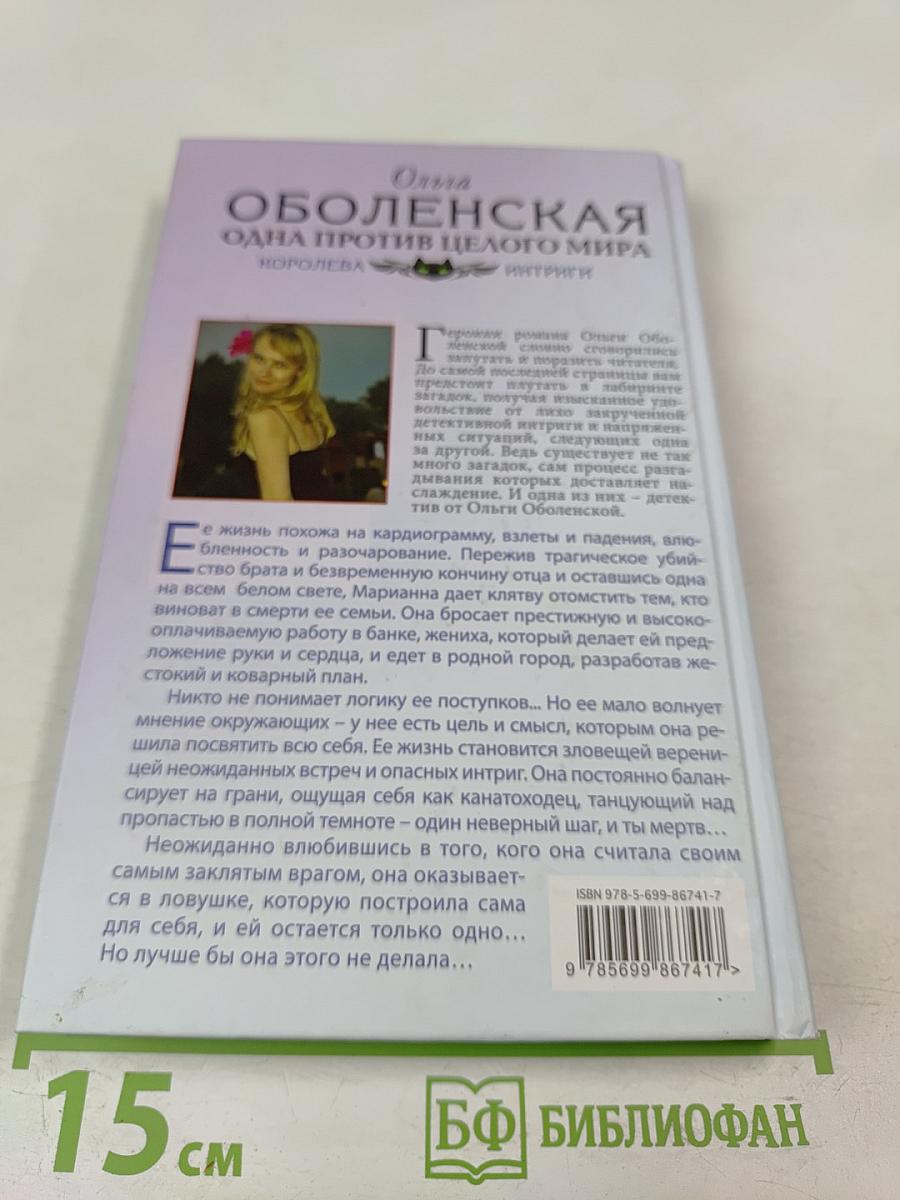 Ольга
ОБОЛЕНСКАЯ
ОДНА ПРОТИВ ЦЕЛОГО МИРА
КОРОЛЕВА ИНТРИГИ
Героини романа Ольги Обо-
ленской словно сговорились
запутать и поразить читателя.
До самой последней страницы вам
предстоит плутать в лабиринте
загадок, получая изысканное удо-
вольствие от лихо закрученной
детективной интриги и напряжен-
ных ситуаций, следующих одна
за другой. Ведь существует не так
много загадок, сам процесс разга-
дывания которых доставляет на-
слаждение. И одна из них – детек-
тив от Ольги Оболенской.
Ее жизнь похожа на кардиограмму, взлеты и падения, влю-
бленность и разочарование. Пережив трагическое убий-
ство брата и безвременную кончину отца и оставшись одна
на всем белом свете, Марианна дает клятву отомстить тем, кто
виноват в смерти ее семьи. Она бросает престижную и высоко-
оплачиваемую работу в банке, жениха, который делает ей пред-
ложение руки и сердца, и едет в родной город, разработав же-
стокий и коварный план.
Никто не понимает логику ее поступков... Но ее мало волнует
мнение окружающих – у нее есть цель и смысл, которым она ре-
шила посвятить всю себя. Ее жизнь становится зловещей верени-
цей неожиданных встреч и опасных интриг. Она постоянно балан-
сирует на грани, ощущая себя как канатоходец, танцующий над
пропастью в полной темноте – один неверный шаг, и ты мертв...
Неожиданно влюбившись в того, кого она считала своим
самым заклятым врагом, она оказывает-
ся в ловушке, которую построила сама
для себя, и ей остается только одно...
Но лучше бы она этого не делала...
ISBN 978-5-699-86741-7
9 785699 867417 >
15 см
БФ БИБЛИОФАН